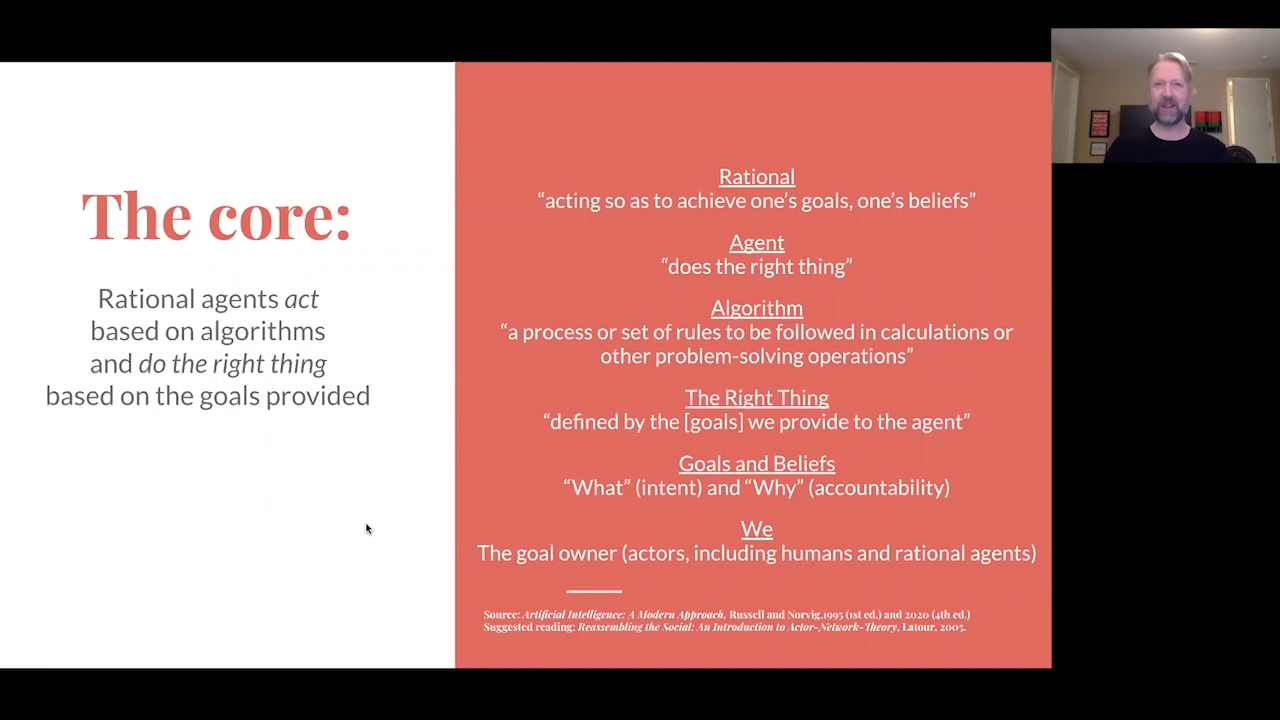 The core:
Rational agents act
based on algorithms
and do the right thing
based on the goals provided
Rational
“acting so as to achieve one’s goals, one’s beliefs”
Agent
“does the right thing”
Algorithm
“a process or set of rules to be followed in calculations or
other problem-solving operations”
The Right Thing
“defined by the [goals] we provide to the agent”
Goals and Beliefs
“What” (intent) and “Why” (accountability)
We
The goal owner (actors, including humans and rational agents)
Source: Artificial Intelligence: A Modern Approach, Russell and Norvig,1995 (1st ed.) and 2020 (4th ed.)
Suggested reading: Reassembling the Social: An Introduction to Actor-Network-Theory, Latour, 2005.